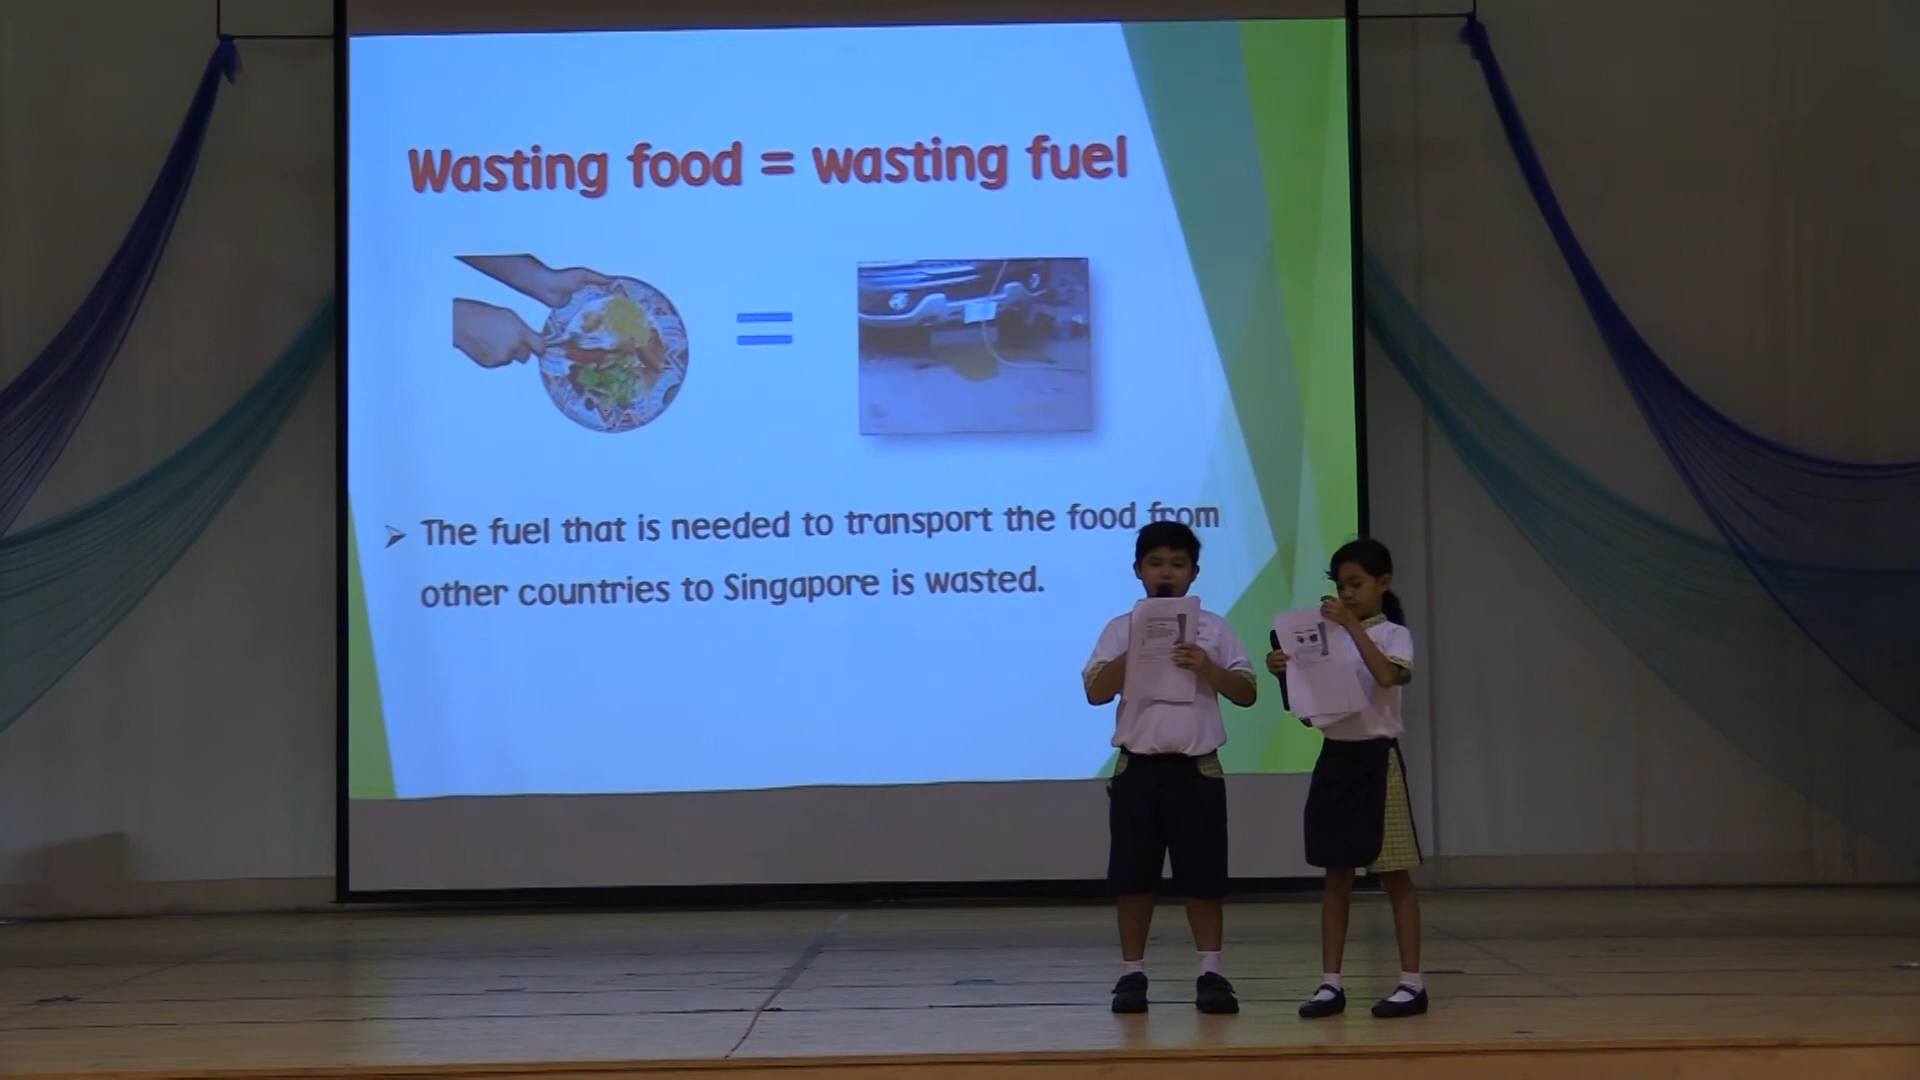 Wasting food = wasting fuel
=
➢ The fuel that is needed to transport the food from
other countries to Singapore is wasted.